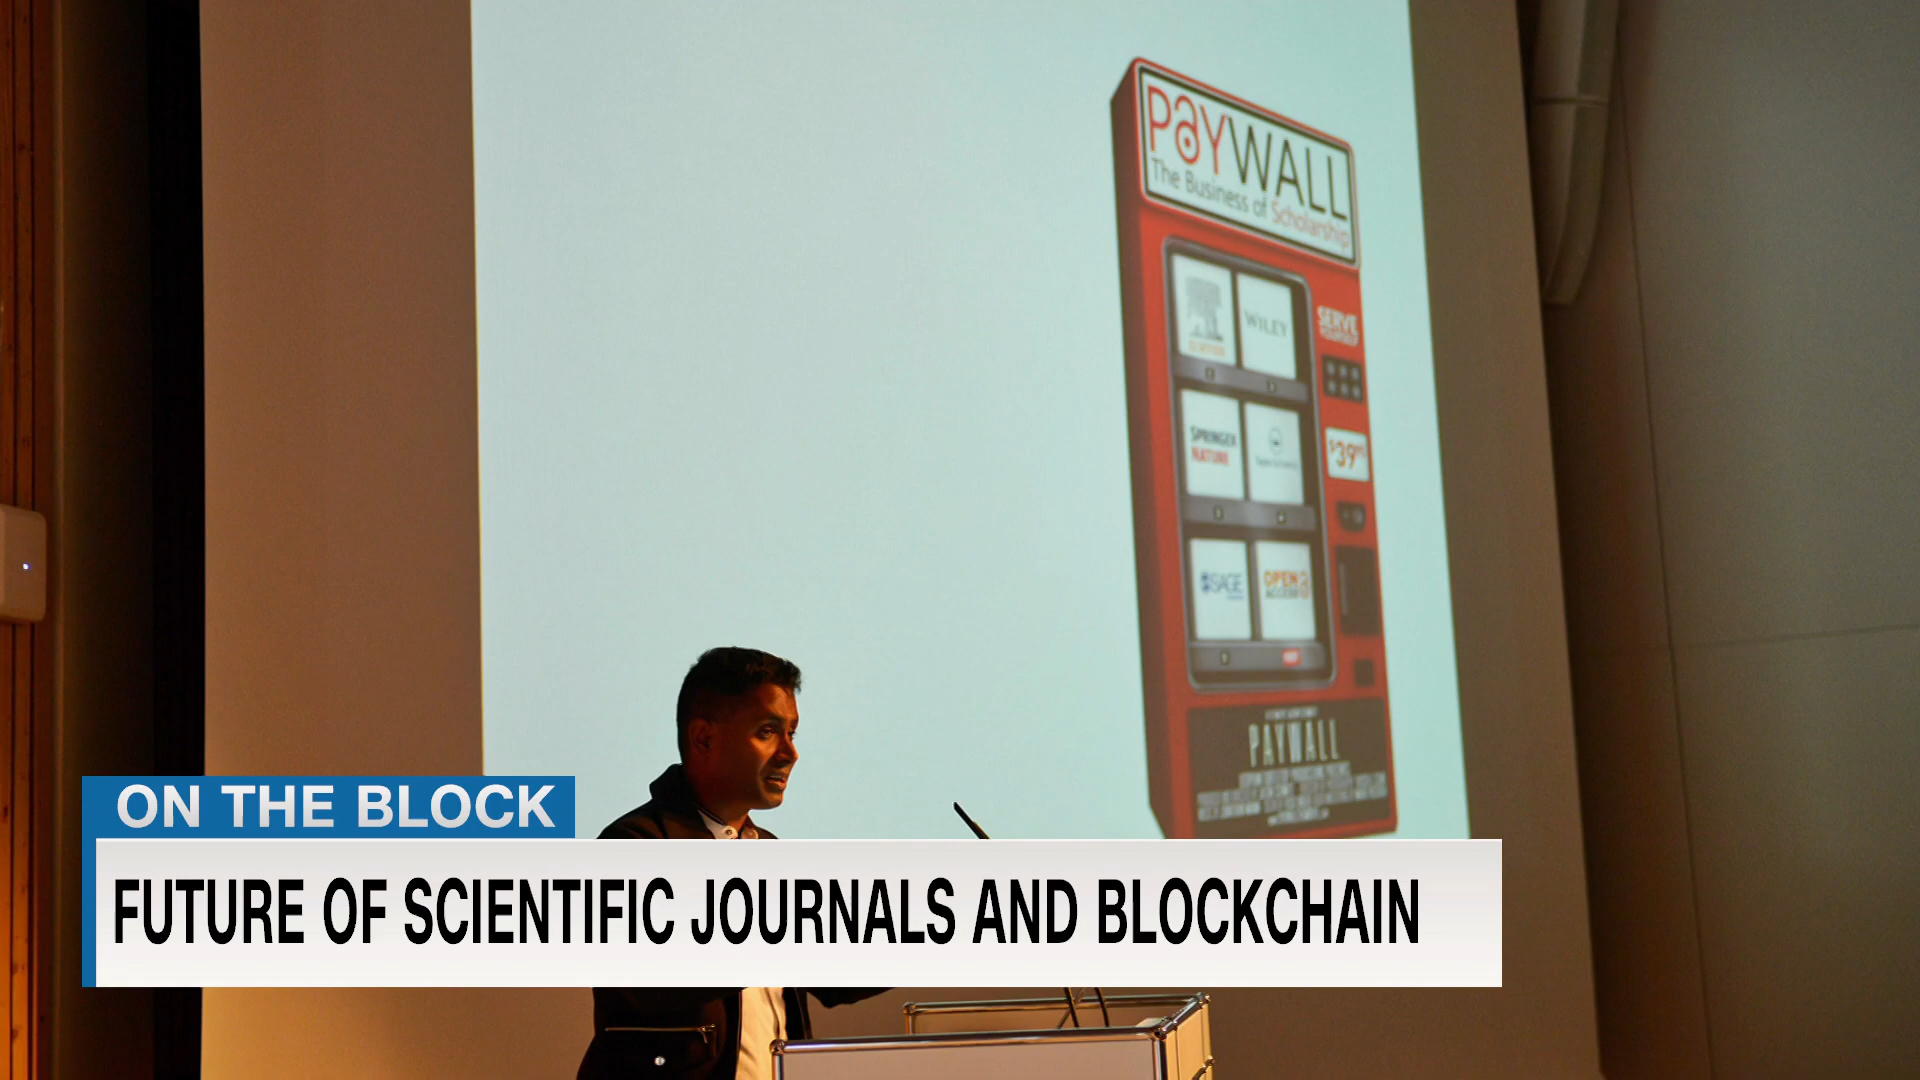 PAYWALL
The Business of Scholarship
WILEY
SERVE
SPRINGER
NATURE
$39
SAGE
OPEN
ACCESS
PAYWALL
ON THE BLOCK
FUTURE OF SCIENTIFIC JOURNALS AND BLOCKCHAIN